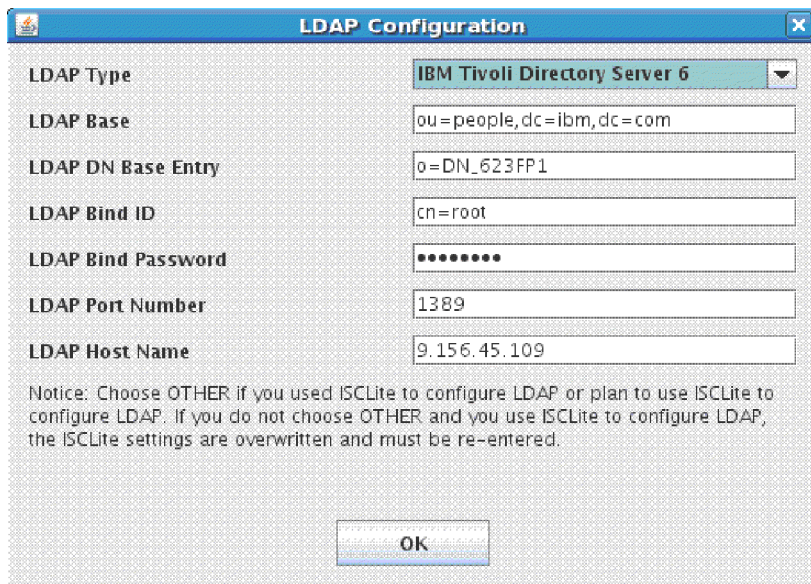 LDAP Configuration
LDAP Type
IBM Tivoli Directory Server 6
LDAP Base
ou=people,dc=ibm,dc=com
LDAP DN Base Entry
o=DN_623FP1
LDAP Bind ID
cn=root
LDAP Bind Password
••••••••
LDAP Port Number
1389
LDAP Host Name
9.156.45.109
Notice: Choose OTHER if you used ISCLite to configure LDAP or plan to use ISCLite to
configure LDAP. If you do not choose OTHER and you use ISCLite to configure LDAP,
the ISCLite settings are overwritten and must be re-entered.
OK